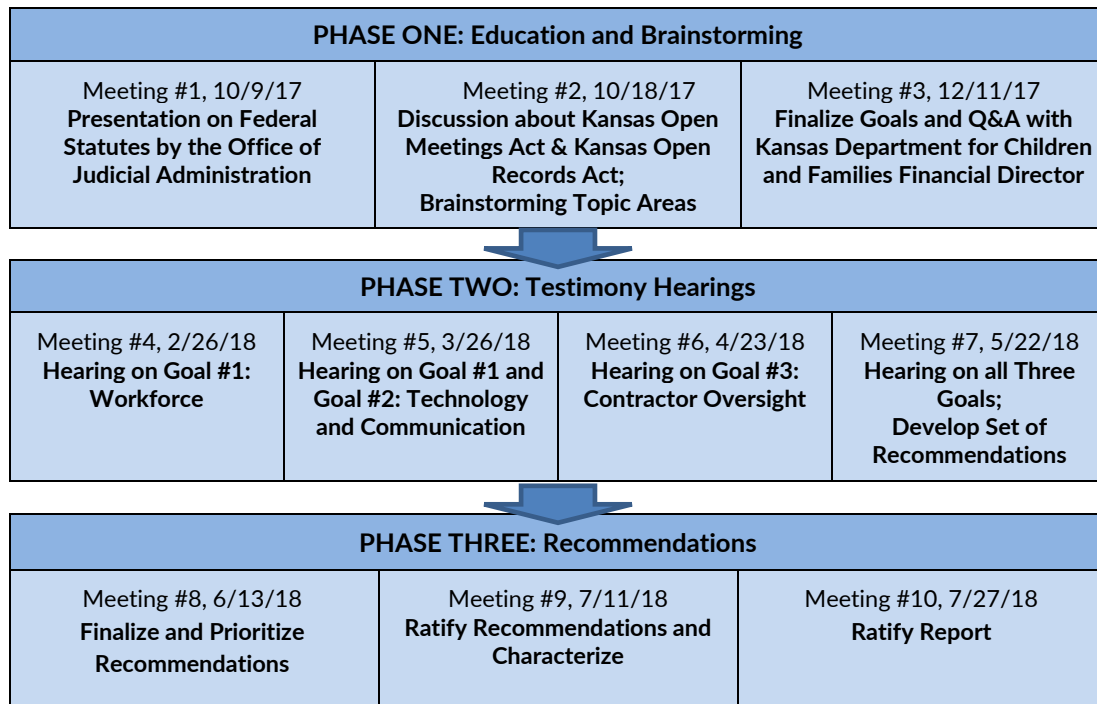 PHASE ONE: Education and Brainstorming
Meeting #1, 10/9/17
Presentation on Federal
Statutes by the Office of
Judicial Administration
Meeting #2, 10/18/17
Discussion about Kansas Open
Meetings Act & Kansas Open
Records Act;
Brainstorming Topic Areas
Meeting #3, 12/11/17
Finalize Goals and Q&A with
Kansas Department for Children
and Families Financial Director
PHASE TWO: Testimony Hearings
Meeting #4, 2/26/18
Hearing on Goal #1:
Workforce
Meeting #5, 3/26/18
Hearing on Goal #1 and
Goal #2: Technology
and Communication
Meeting #6, 4/23/18
Hearing on Goal #3:
Contractor Oversight
Meeting #7, 5/22/18
Hearing on all Three
Goals;
Develop Set of
Recommendations
PHASE THREE: Recommendations
Meeting #8, 6/13/18
Finalize and Prioritize
Recommendations
Meeting #9, 7/11/18
Ratify Recommendations and
Characterize
Meeting #10, 7/27/18
Ratify Report